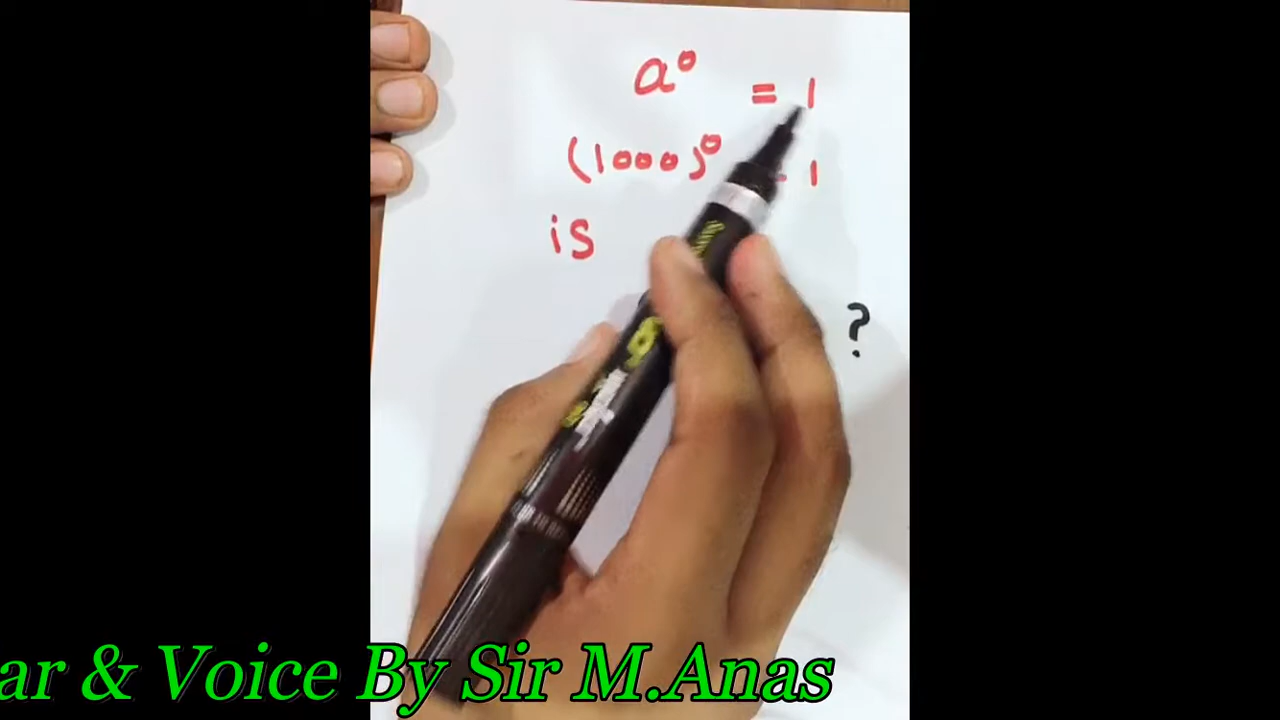 a⁰ = 1
(1000)⁰ = 1
is
?
ar & Voice By Sir M.Anas